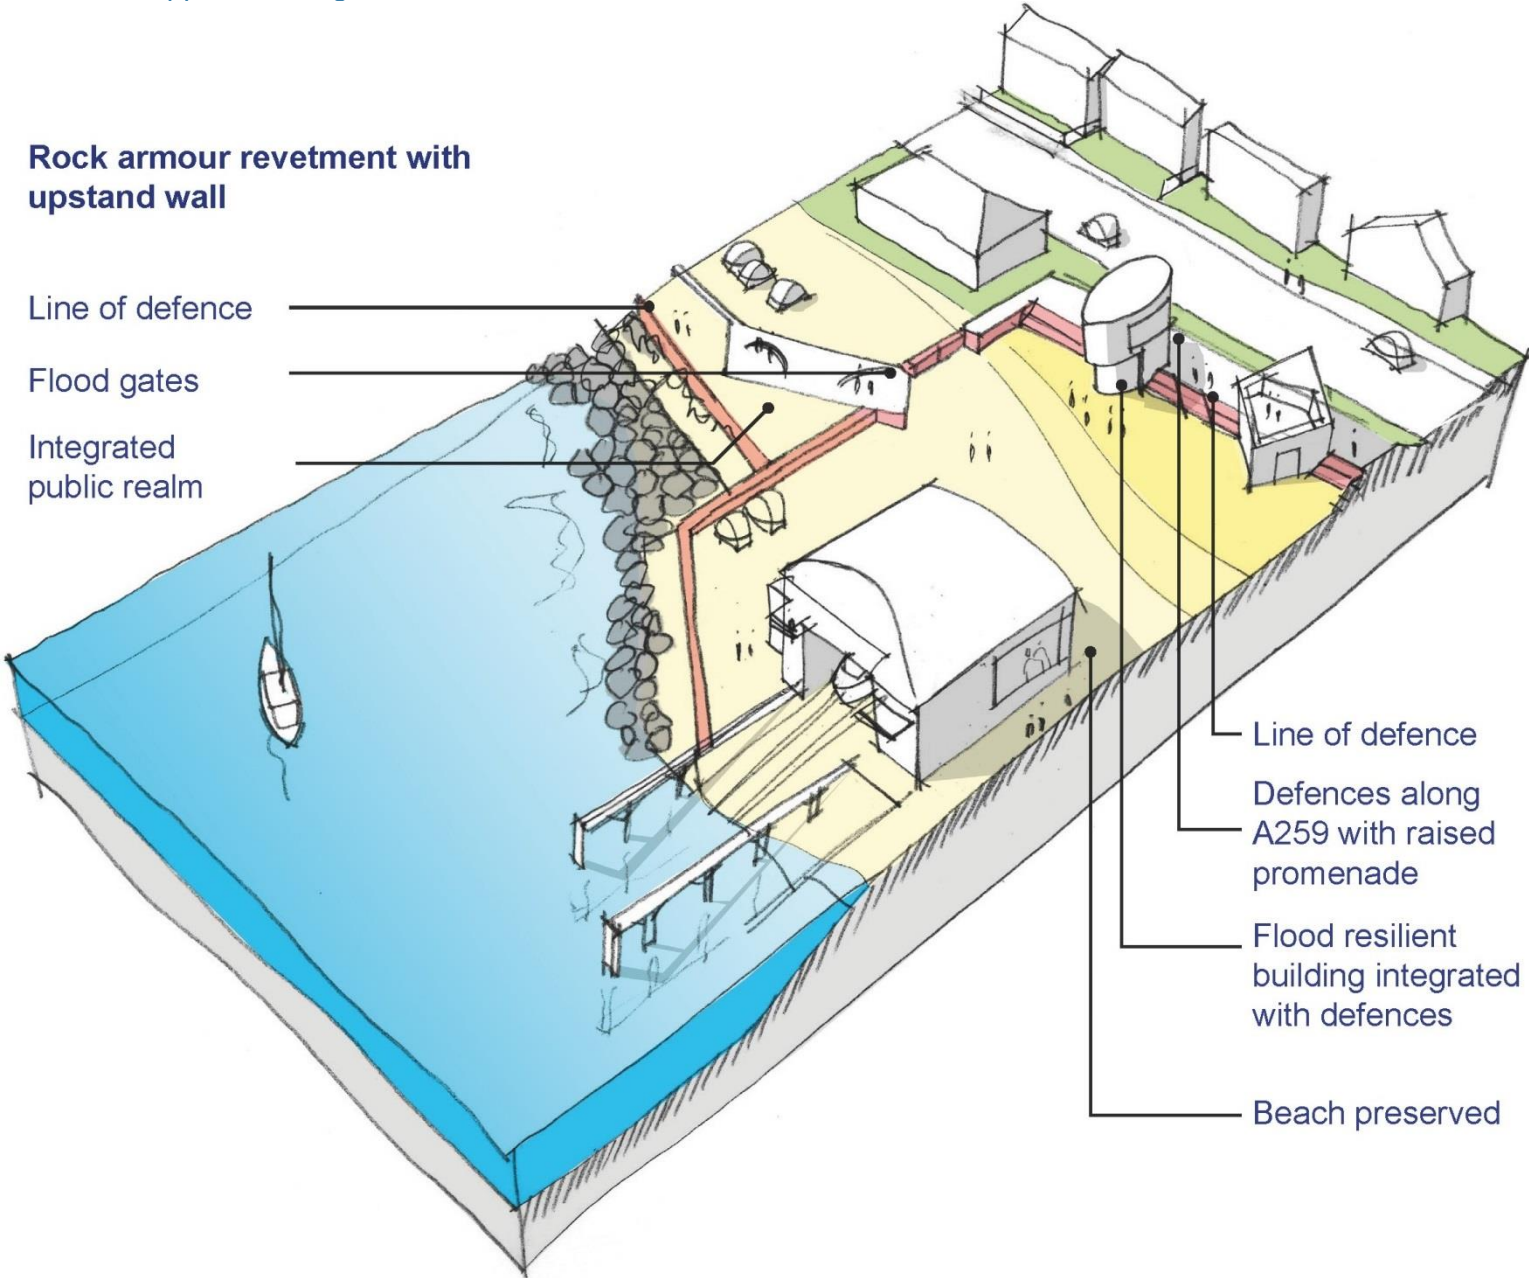 Rock armour revetment with
upstand wall
Line of defence
Flood gates
Integrated
public realm
Line of defence
Defences along
A259 with raised
promenade
Flood resilient
building integrated
with defences
Beach preserved